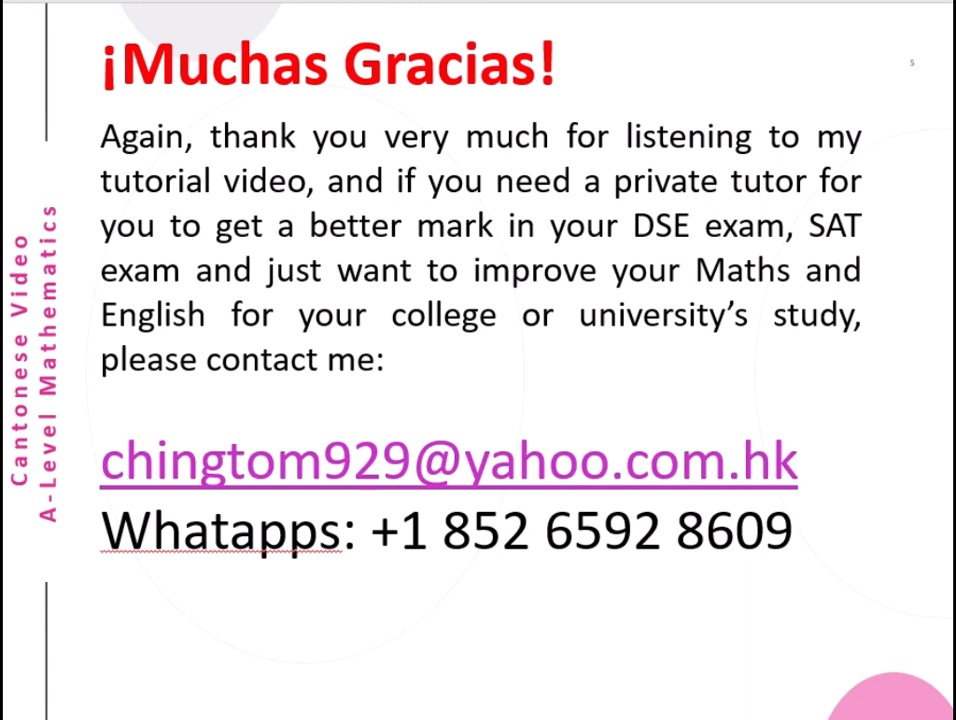 ¡Muchas Gracias!
5
Again, thank you very much for listening to my
tutorial video, and if you need a private tutor for
you to get a better mark in your DSE exam, SAT
exam and just want to improve your Maths and
English for your college or university’s study,
please contact me:
chingtom929@yahoo.com.hk
Whatapps: +1 852 6592 8609
Cantonese Video
A-Level Mathematics